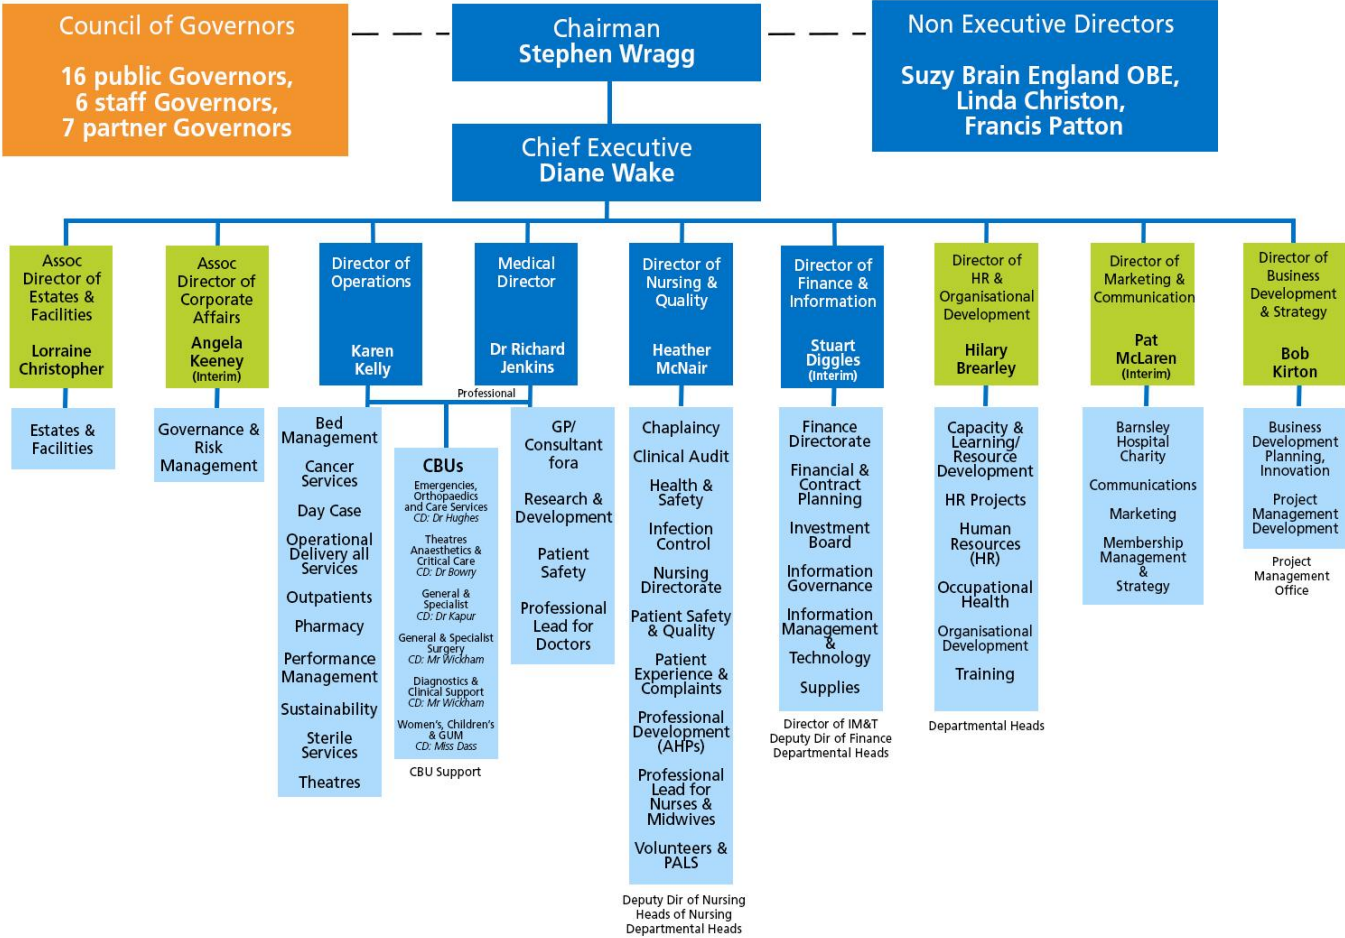 Council of Governors
16 public Governors,
6 staff Governors,
7 partner Governors
Chairman
Stephen Wragg
Non Executive Directors
Suzy Brain England OBE,
Linda Christon,
Francis Patton
Chief Executive
Diane Wake
Assoc
Director of
Estates &
Facilities
Lorraine
Christopher
Assoc
Director of
Corporate
Affairs
Angela
Keeney
(Interim)
Director of
Operations
Karen
Kelly
Medical
Director
Dr Richard
Jenkins
Director of
Nursing &
Quality
Heather
McNair
Director of
Finance &
Information
Stuart
Diggles
(Interim)
Director of
HR &
Organisational
Development
Hilary
Brearley
Director of
Marketing &
Communication
Pat
McLaren
(Interim)
Director of
Business
Development
& Strategy
Bob
Kirton
Professional
Estates &
Facilities
Governance &
Risk
Management
Bed
Management
Cancer
Services
Day Case
Operational
Delivery all
Services
Outpatients
Pharmacy
Performance
Management
Sustainability
Sterile
Services
Theatres
CBUs
Emergencies,
Orthopaedics
and Care Services
CD: Dr Hughes
Theatres
Anaesthetics &
Critical Care
CD: Dr Bowry
General &
Specialist
CD: Dr Kapur
General & Specialist
Surgery
CD: Mr Wickham
Diagnostics &
Clinical Support
CD: Mr Wickham
Women's, Children's
& GUM
CD: Miss Dass
CBU Support
GP/
Consultant
fora
Research &
Development
Patient
Safety
Professional
Lead for
Doctors
Chaplaincy
Clinical Audit
Health &
Safety
Infection
Control
Nursing
Directorate
Patient Safety
& Quality
Patient
Experience &
Complaints
Professional
Development
(AHPs)
Professional
Lead for
Nurses &
Midwives
Volunteers &
PALS
Deputy Dir of Nursing
Heads of Nursing
Departmental Heads
Finance
Directorate
Financial &
Contract
Planning
Investment
Board
Information
Governance
Information
Management
&
Technology
Supplies
Director of IM&T
Deputy Dir of Finance
Departmental Heads
Capacity &
Learning/
Resource
Development
HR Projects
Human
Resources
(HR)
Occupational
Health
Organisational
Development
Training
Departmental Heads
Barnsley
Hospital
Charity
Communications
Marketing
Membership
Management
&
Strategy
Business
Development
Planning,
Innovation
Project
Management
Development
Project
Management
Office